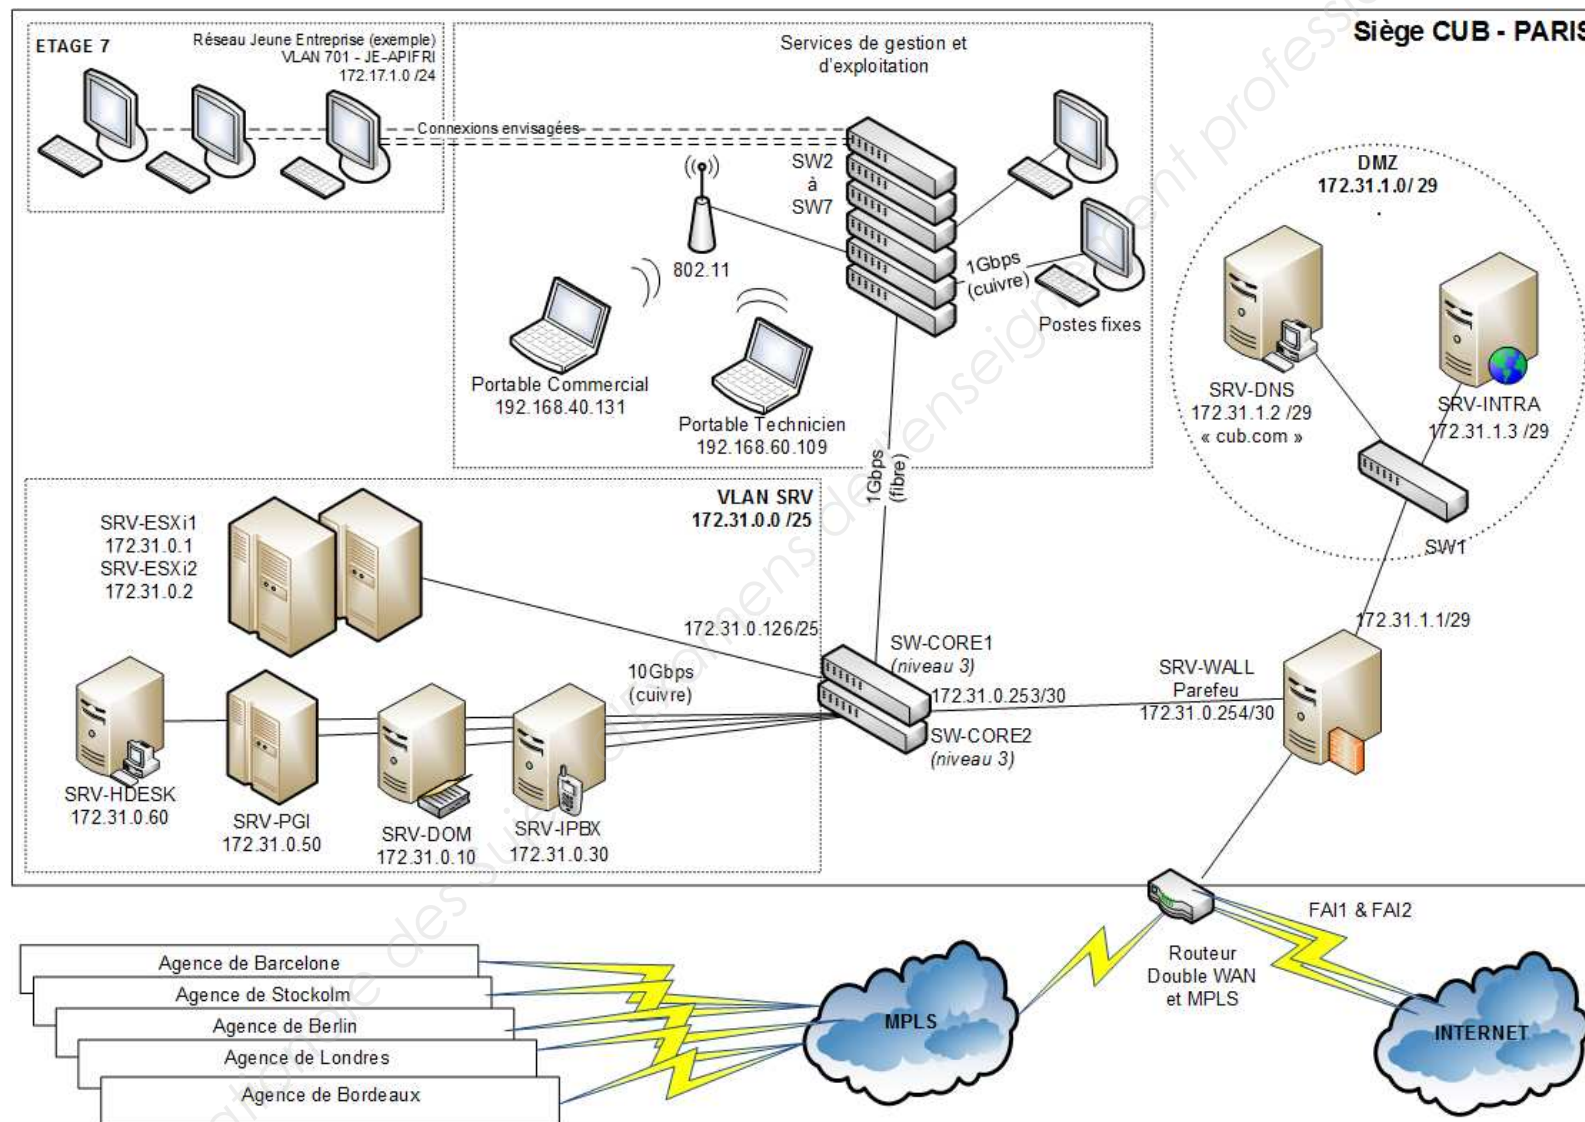 Siège CUB - PARIS
ETAGE 7
Réseau Jeune Entreprise (exemple)
VLAN 701 - JE-APIFRI
172.17.1.0 /24
Services de gestion et
d'exploitation
Connexions envisagées
SW2
à
SW7
802.11
1Gbps
(cuivre)
Postes fixes
Portable Commercial
192.168.40.131
Portable Technicien
192.168.60.109
1Gbps
(fibre)
DMZ
172.31.1.0/ 29
SRV-DNS
172.31.1.2 /29
« cub.com »
SRV-INTRA
172.31.1.3 /29
SW1
172.31.1.1/29
VLAN SRV
172.31.0.0 /25
SRV-ESXi1
172.31.0.1
SRV-ESXi2
172.31.0.2
172.31.0.126/25
10Gbps
(cuivre)
SW-CORE1
(niveau 3)
172.31.0.253/30
SW-CORE2
(niveau 3)
SRV-WALL
Parefeu
172.31.0.254/30
SRV-HDESK
172.31.0.60
SRV-PGI
172.31.0.50
SRV-DOM
172.31.0.10
SRV-IPBX
172.31.0.30
FAI1 & FAI2
Routeur
Double WAN
et MPLS
Agence de Barcelone
Agence de Stockolm
Agence de Berlin
Agence de Londres
Agence de Bordeaux
MPLS
INTERNET